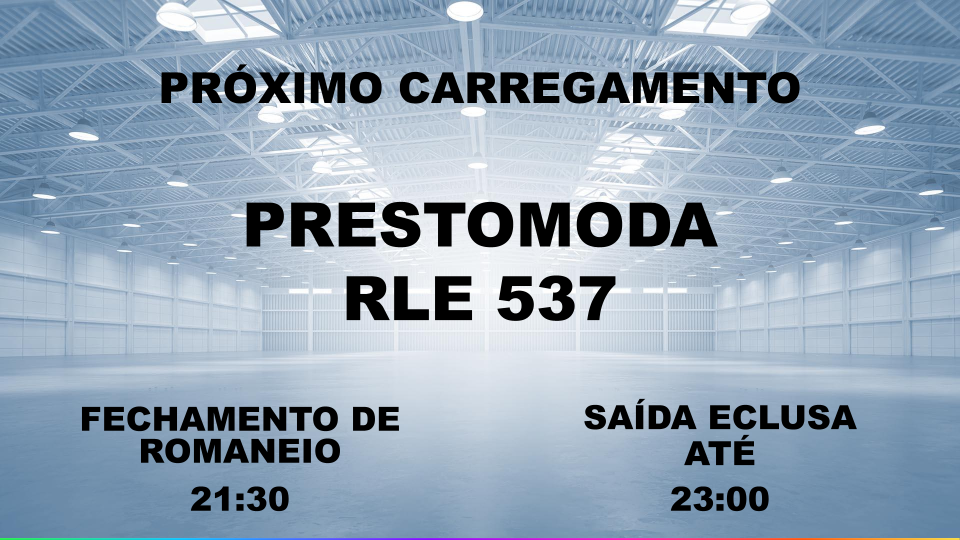 PRÓXIMO CARREGAMENTO
PRESTOMODA
RLE 537
FECHAMENTO DE
ROMANEIO
21:30
SAÍDA ECLUSA
ATÉ
23:00